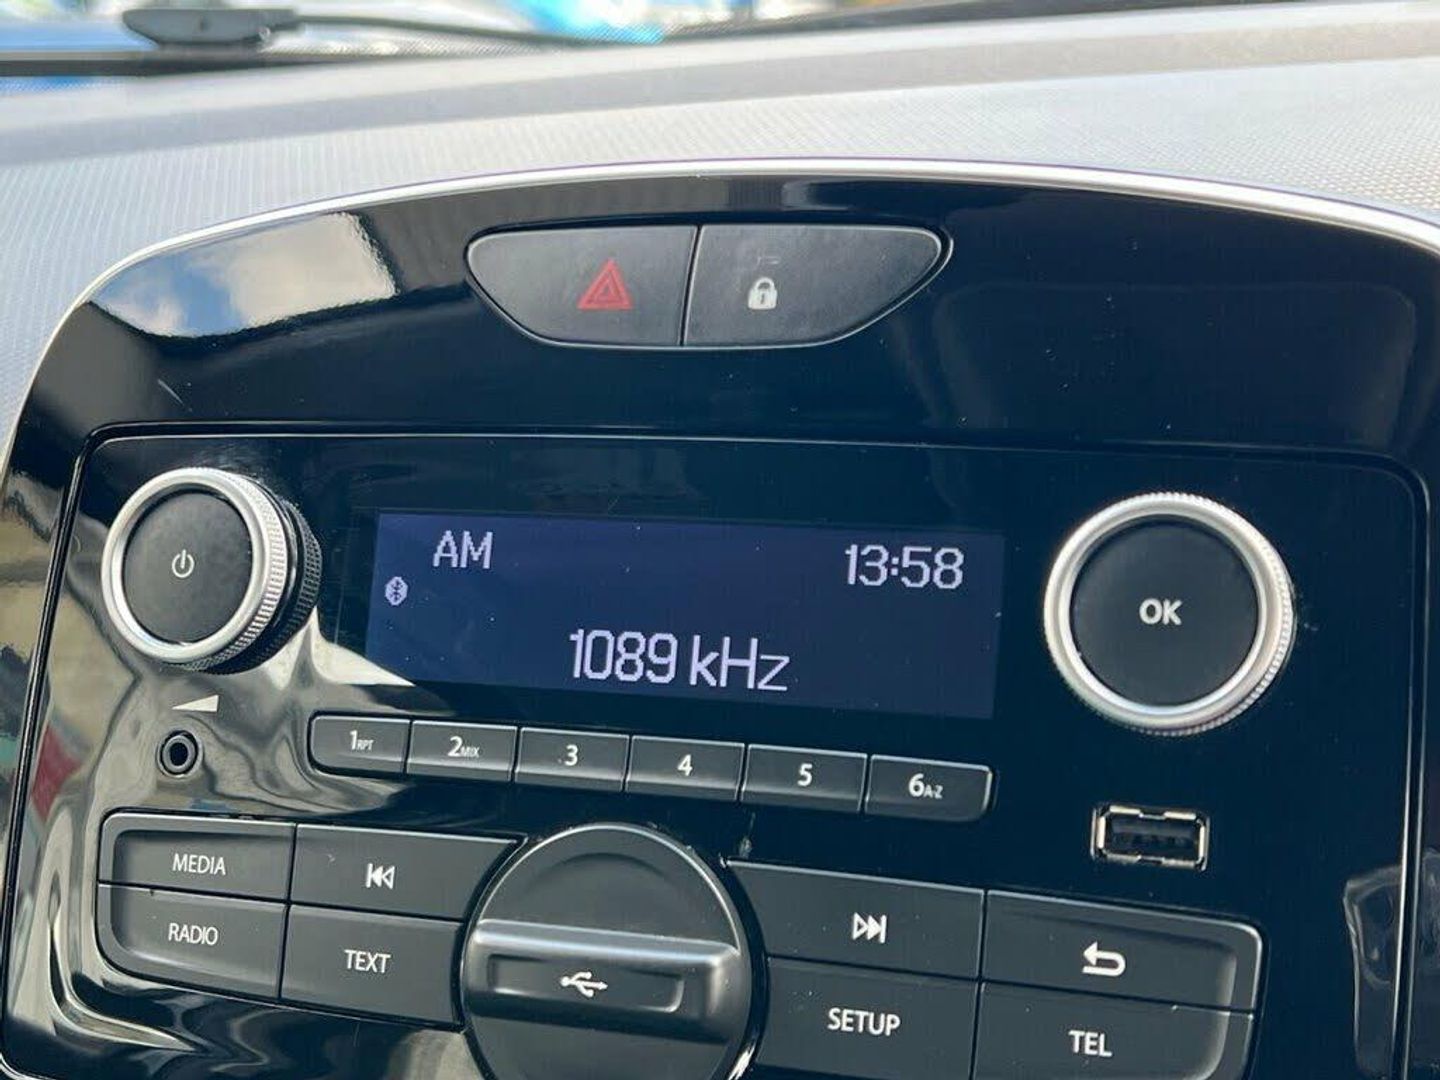 AM 13:58
1089 kHz
OK
1RPT 2MIX 3 4 5 6A-Z
MEDIA
RADIO TEXT
SETUP TEL